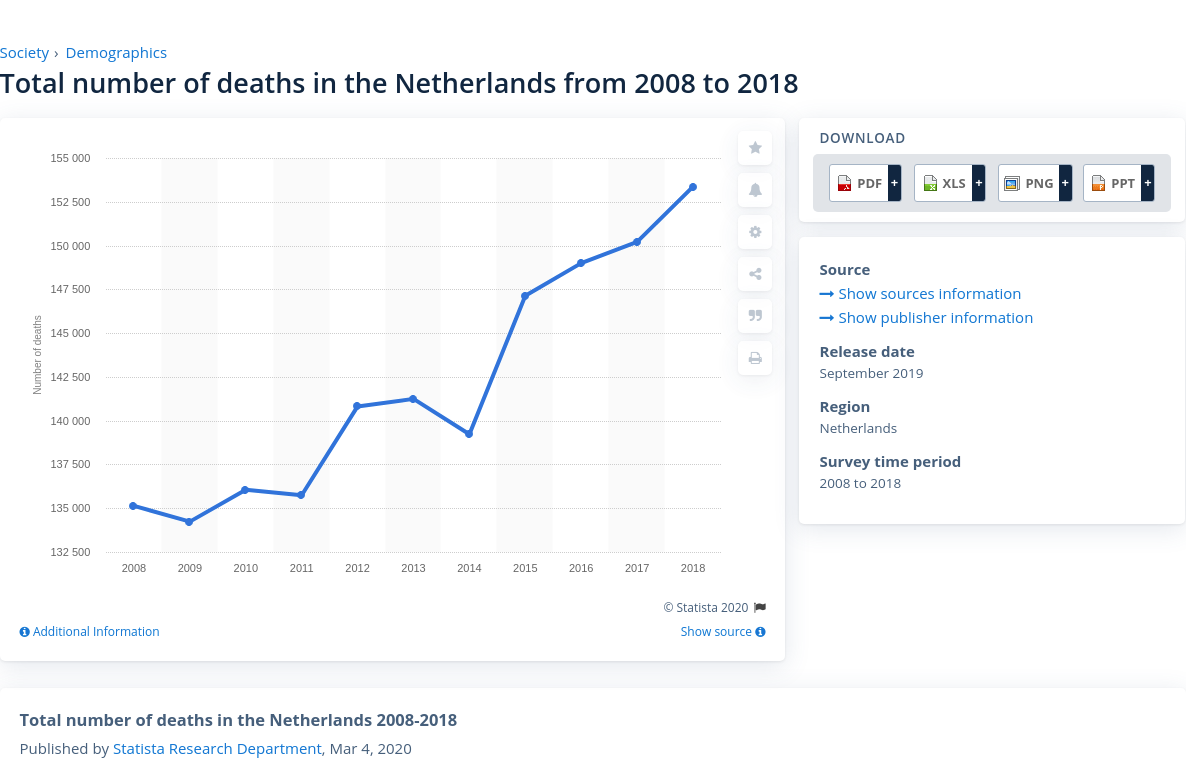 Society › Demographics
Total number of deaths in the Netherlands from 2008 to 2018
155 000
152 500
150 000
147 500
145 000
142 500
140 000
137 500
135 000
132 500
Number of deaths
2008 2009 2010 2011 2012 2013 2014 2015 2016 2017 2018
© Statista 2020
Additional Information
Show source
DOWNLOAD
PDF + XLS + PNG + PPT +
Source
Show sources information
Show publisher information
Release date
September 2019
Region
Netherlands
Survey time period
2008 to 2018
Total number of deaths in the Netherlands 2008-2018
Published by Statista Research Department, Mar 4, 2020